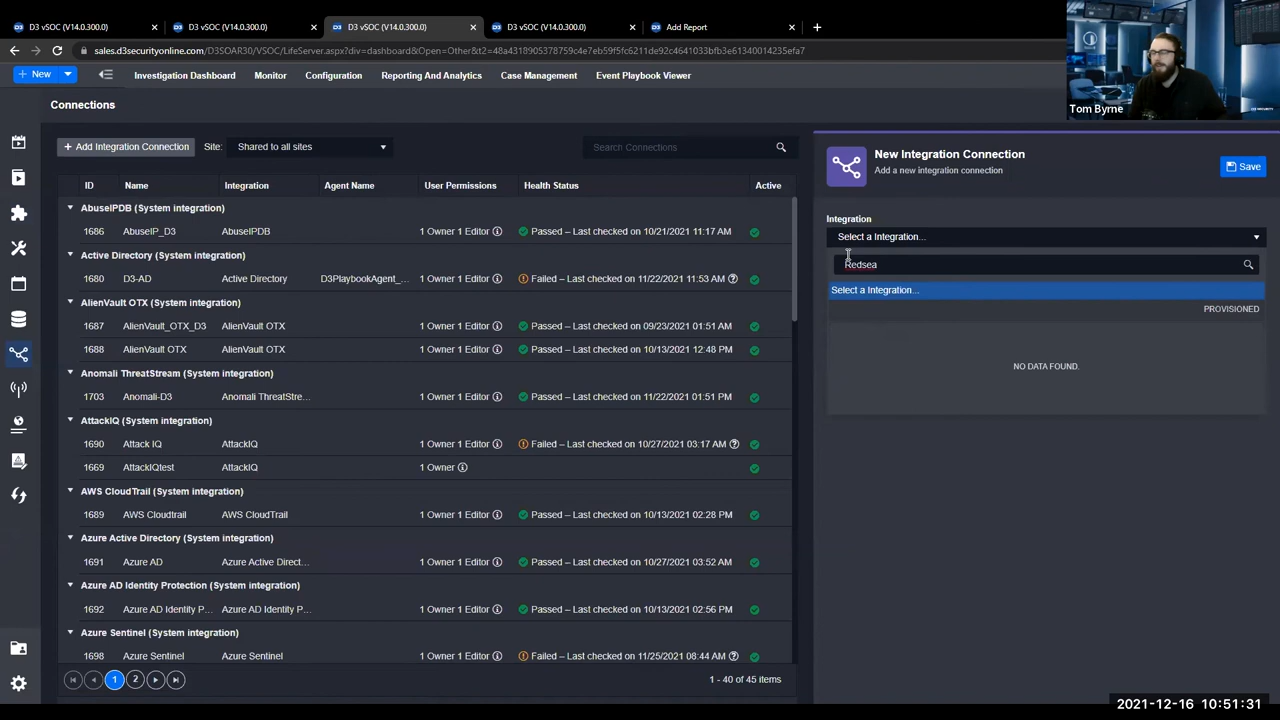 D3 vSOC (V14.0.300.0)
D3 vSOC (V14.0.300.0)
D3 vSOC (V14.0.300.0)
D3 vSOC (V14.0.300.0)
Add Report
sales.d3securityonline.com/D3SOAR30/VSOC/LifeServer.aspx?div=dashboard&Open=Other&t2=48a4318905378759c4e7eb59f5fc6211de92c4641033bbfb3e61340014235efa7
New
Investigation Dashboard
Monitor
Configuration
Reporting And Analytics
Case Management
Event Playbook Viewer
Tom Byrne
Connections
+ Add Integration Connection
Site:
Shared to all sites
Search Connections
ID Name Integration Agent Name User Permissions Health Status Active
AbuseIPDB (System integration)
1686 AbuseIP_D3 AbuseIPDB 1 Owner 1 Editor Passed – Last checked on 10/21/2021 11:17 AM
Active Directory (System integration)
1680 D3-AD Active Directory D3PlaybookAgent_... 1 Owner 1 Editor Failed – Last checked on 11/22/2021 11:53 AM
AlienVault OTX (System integration)
1687 AlienVault_OTX_D3 AlienVault OTX 1 Owner 1 Editor Passed – Last checked on 09/23/2021 01:51 AM
1688 AlienVault OTX AlienVault OTX 1 Owner 1 Editor Passed – Last checked on 10/13/2021 12:48 PM
Anomali ThreatStream (System integration)
1703 Anomali-D3 Anomali ThreatStre... 1 Owner 1 Editor Passed – Last checked on 11/22/2021 01:51 PM
AttackIQ (System integration)
1690 Attack IQ AttackIQ 1 Owner 1 Editor Failed – Last checked on 10/27/2021 03:17 AM
1669 AttackIQtest AttackIQ 1 Owner
AWS CloudTrail (System integration)
1689 AWS Cloudtrail AWS CloudTrail 1 Owner 1 Editor Passed – Last checked on 10/13/2021 02:28 PM
Azure Active Directory (System integration)
1691 Azure AD Azure Active Direct... 1 Owner 1 Editor Passed – Last checked on 10/27/2021 03:52 AM
Azure AD Identity Protection (System integration)
1692 Azure AD Identity P... Azure AD Identity P... 1 Owner 1 Editor Passed – Last checked on 10/13/2021 02:56 PM
Azure Sentinel (System integration)
1698 Azure Sentinel Azure Sentinel 1 Owner 1 Editor Failed – Last checked on 11/25/2021 08:44 AM
1 2
1 - 40 of 45 items
New Integration Connection
Add a new integration connection
Save
Integration
Select a Integration...
Redsea
Select a Integration...
PROVISIONED
NO DATA FOUND.
2021-12-16 10:51:31